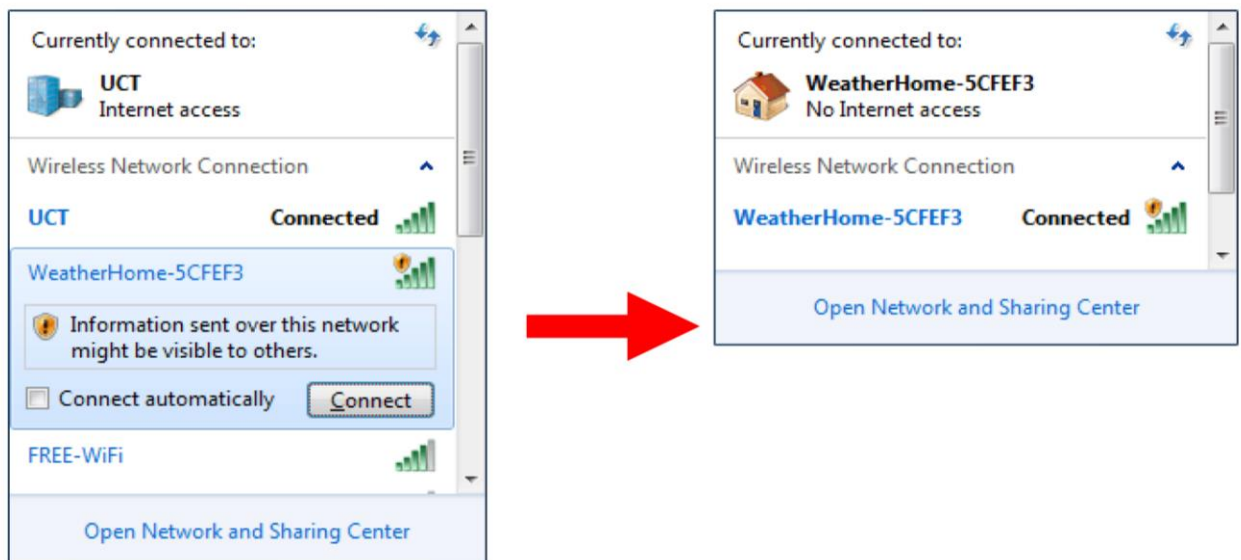 Currently connected to:
UCT
Internet access
Wireless Network Connection
UCT Connected
WeatherHome-5CFEF3
Information sent over this network
might be visible to others.
Connect automatically Connect
FREE-WiFi
Open Network and Sharing Center
Currently connected to:
WeatherHome-5CFEF3
No Internet access
Wireless Network Connection
WeatherHome-5CFEF3 Connected
Open Network and Sharing Center